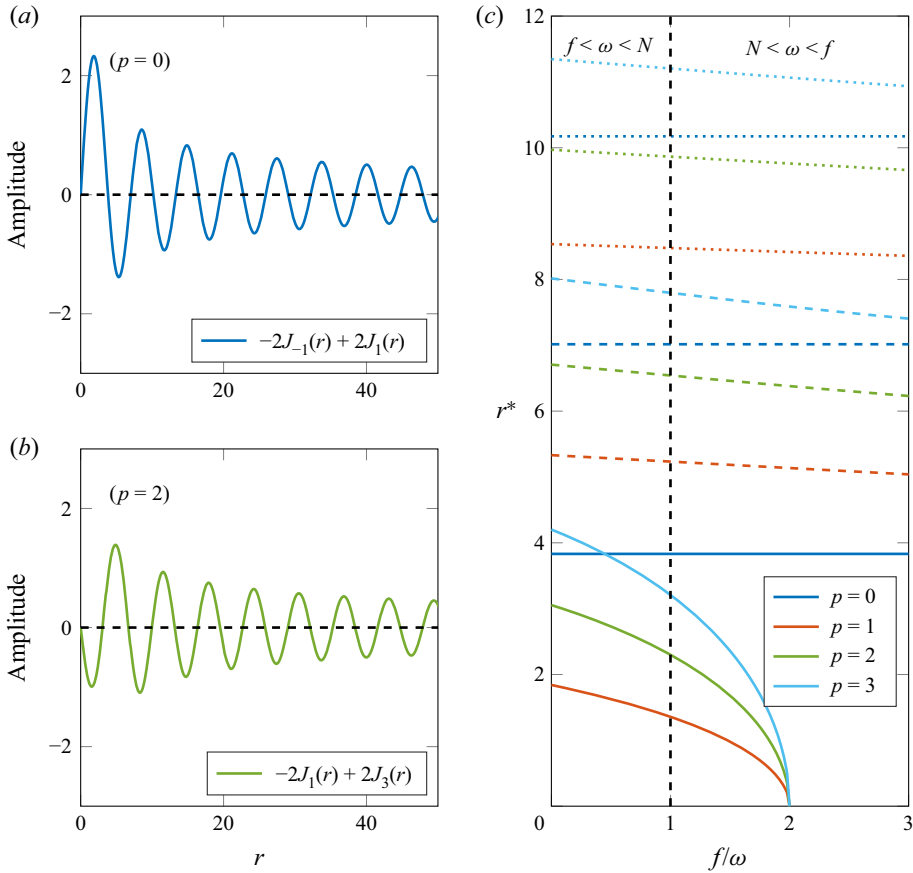 (a)
2
0
−2
Amplitude
(p = 0)
−2J₋₁(r) + 2J₁(r)
0 20 40
(b)
2
0
−2
Amplitude
(p = 2)
−2J₁(r) + 2J₃(r)
0 20 40
r
(c)
12
10
8
6
4
2
r*
f < ω < N
N < ω < f
p = 0
p = 1
p = 2
p = 3
0 1 2 3
f/ω